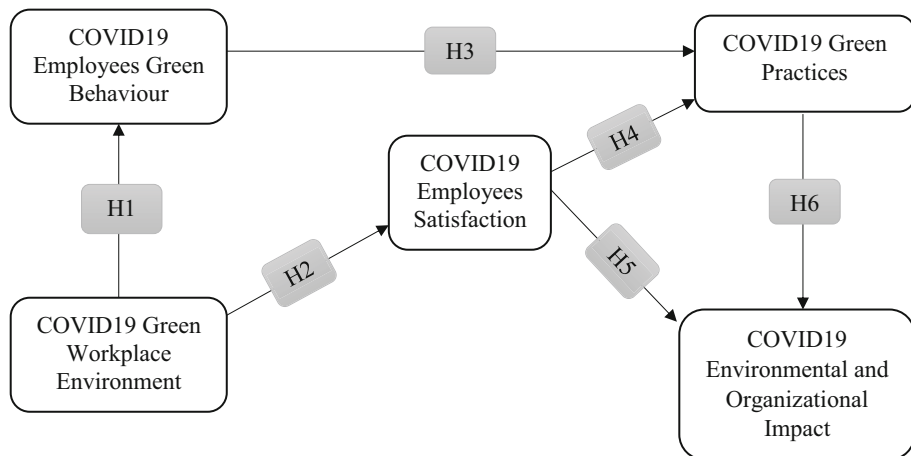 COVID19
Employees Green
Behaviour
H3
COVID19 Green
Practices
H4
COVID19
Employees
Satisfaction
H1
H6
H2
H5
COVID19 Green
Workplace
Environment
COVID19
Environmental and
Organizational
Impact